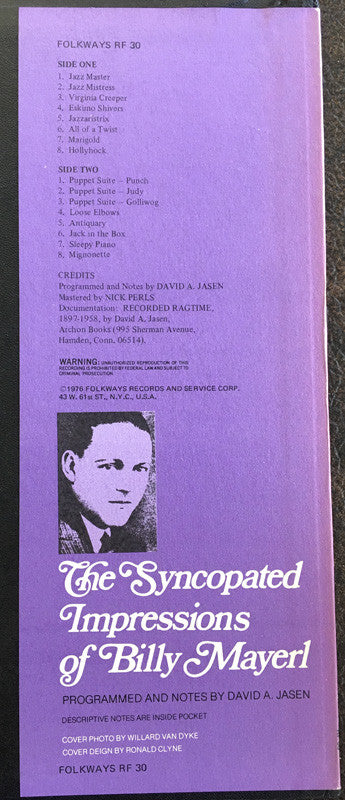 FOLKWAYS RF 30
SIDE ONE
1. Jazz Master
2. Jazz Mistress
3. Virginia Creeper
4. Eskimo Shivers
5. Jazzaristrix
6. All of a Twist
7. Marigold
8. Hollyhock
SIDE TWO
1. Puppet Suite – Punch
2. Puppet Suite – Judy
3. Puppet Suite – Golliwog
4. Loose Elbows
5. Antiquary
6. Jack in the Box
7. Sleepy Piano
8. Mignonette
CREDITS
Programmed and Notes by DAVID A. JASEN
Mastered by NICK PERLS
Documentation: RECORDED RAGTIME,
1897-1958, by David A. Jasen,
Archon Books (995 Sherman Avenue,
Hamden, Conn. 06514).
WARNING: UNAUTHORIZED REPRODUCTION OF THIS
RECORDING IS PROHIBITED BY FEDERAL LAW AND SUBJECT TO
CRIMINAL PROSECUTION
©1976 FOLKWAYS RECORDS AND SERVICE CORP.
43 W. 61st ST., N.Y.C., U.S.A.
The Syncopated
Impressions
of Billy Mayerl
PROGRAMMED AND NOTES BY DAVID A. JASEN
DESCRIPTIVE NOTES ARE INSIDE POCKET
COVER PHOTO BY WILLARD VAN DYKE
COVER DEIGN BY RONALD CLYNE
FOLKWAYS RF 30